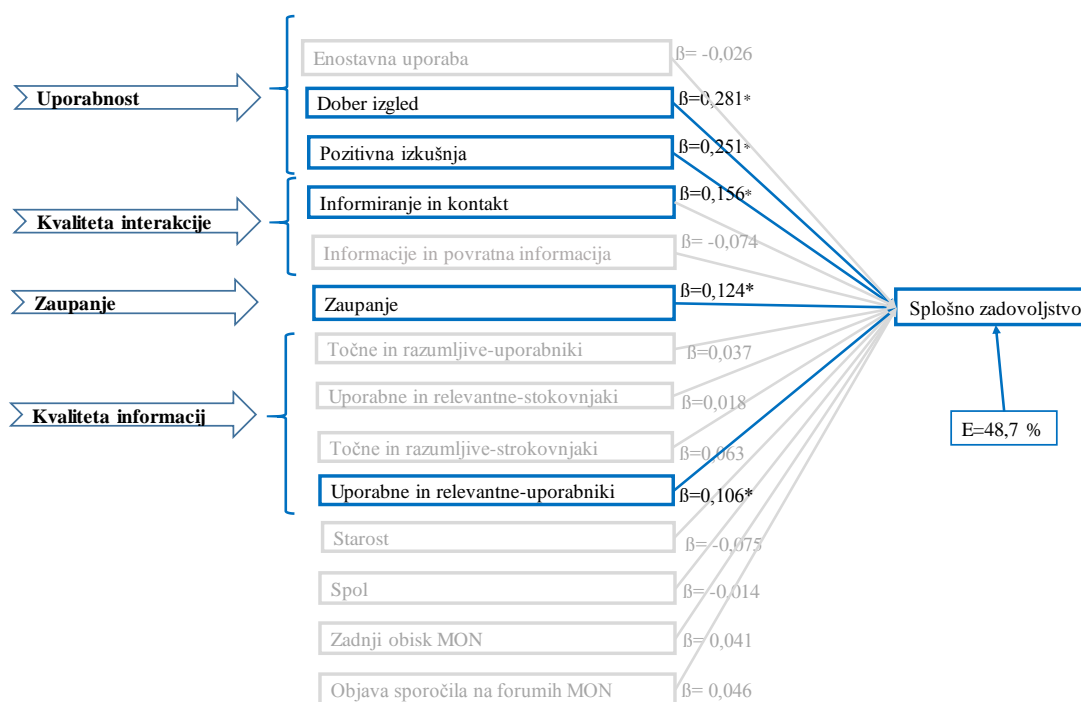 Enostavna uporaba
ß= -0,026
Uporabnost
Dober izgled
ß=0,281*
Pozitivna izkušnja
ß=0,251*
Kvaliteta interakcije
Informiranje in kontakt
ß=0,156*
Informacije in povratna informacija
ß= -0,074
Zaupanje
Zaupanje
ß=0,124*
Splošno zadovoljstvo
E=48,7 %
Kvaliteta informacij
Točne in razumljive-uporabniki
ß=0,037
Uporabne in relevantne-stokovnjaki
ß=0,018
Točne in razumljive-strokovnjaki
ß=0,063
Uporabne in relevantne-uporabniki
ß=0,106*
Starost
ß= -0,075
Spol
ß= -0,014
Zadnji obisk MON
ß= 0,041
Objava sporočila na forumih MON
ß= 0,046